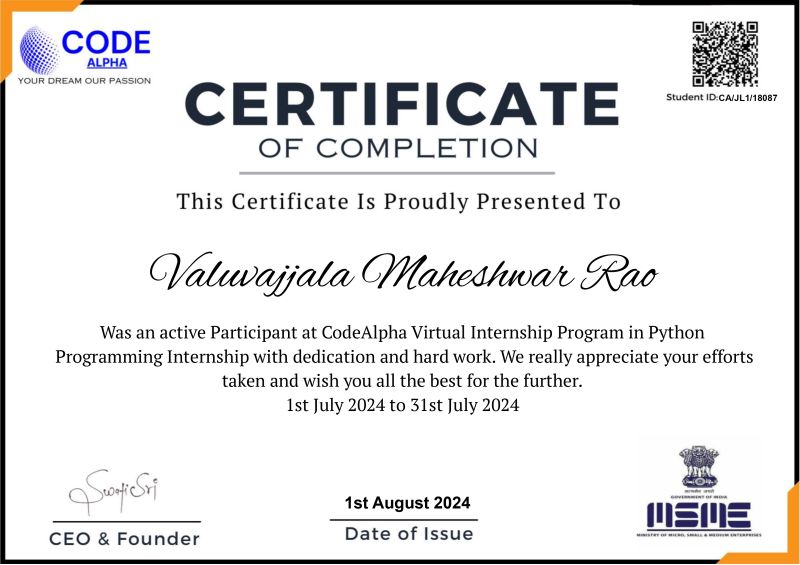 CODE
ALPHA
YOUR DREAM OUR PASSION
Student ID:CA/JL1/18087
CERTIFICATE
OF COMPLETION
This Certificate Is Proudly Presented To
Valuvajjala Maheshwar Rao
Was an active Participant at CodeAlpha Virtual Internship Program in Python
Programming Internship with dedication and hard work. We really appreciate your efforts
taken and wish you all the best for the further.
1st July 2024 to 31st July 2024
SwatiSri
CEO & Founder
1st August 2024
Date of Issue
सत्यमेव जयते
GOVERNMENT OF INDIA
MSME
MINISTRY OF MICRO, SMALL & MEDIUM ENTERPRISES